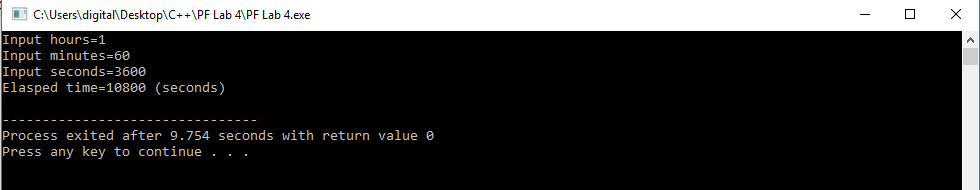 C:\Users\digital\Desktop\C++\PF Lab 4\PF Lab 4.exe
Input hours=1
Input minutes=60
Input seconds=3600
Elasped time=10800 (seconds)
--------------------------------
Process exited after 9.754 seconds with return value 0
Press any key to continue . . .